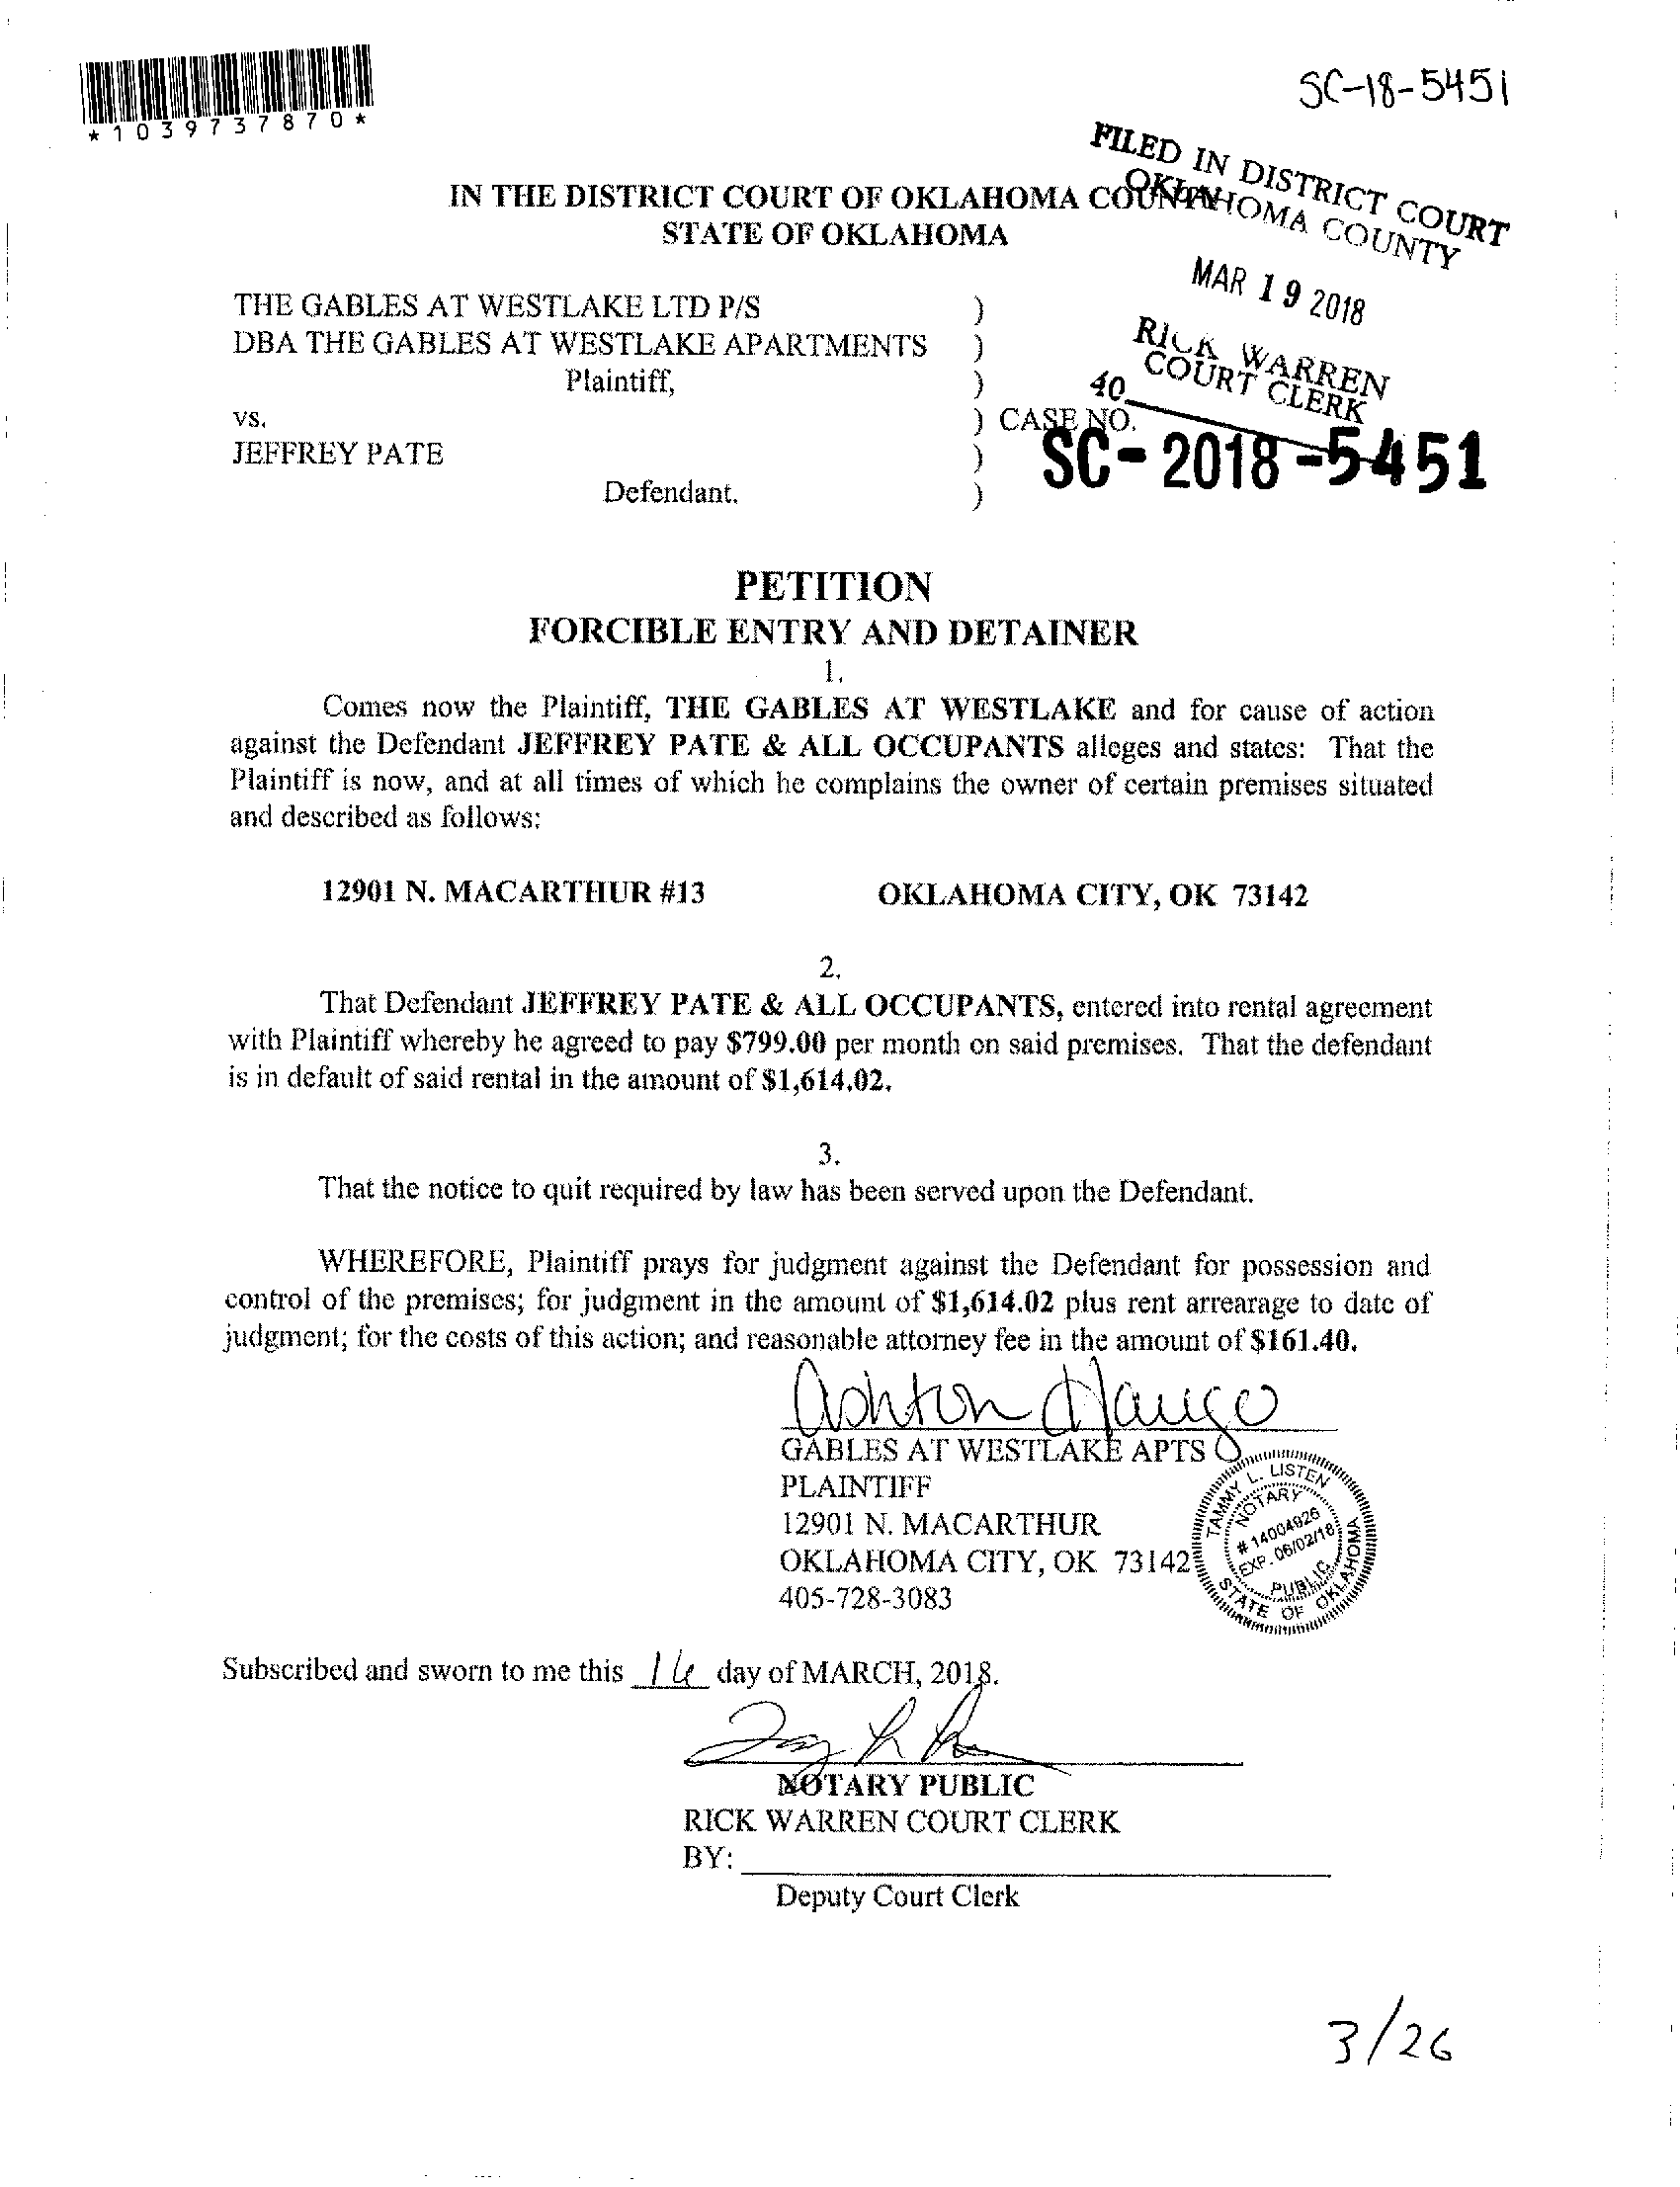 *1039737870*
SC-18-5451
FILED IN DISTRICT COURT
OKLAHOMA COUNTY
IN THE DISTRICT COURT OF OKLAHOMA COUNTY
STATE OF OKLAHOMA
MAR 19 2018
RICK WARREN
COURT CLERK
40
THE GABLES AT WESTLAKE LTD P/S )
DBA THE GABLES AT WESTLAKE APARTMENTS )
Plaintiff, )
vs. ) CASE NO.
SC-2018-5451
JEFFREY PATE )
Defendant. )
PETITION
FORCIBLE ENTRY AND DETAINER
1.
Comes now the Plaintiff, THE GABLES AT WESTLAKE and for cause of action
against the Defendant JEFFREY PATE & ALL OCCUPANTS alleges and states: That the
Plaintiff is now, and at all times of which he complains the owner of certain premises situated
and described as follows:
12901 N. MACARTHUR #13 OKLAHOMA CITY, OK 73142
2.
That Defendant JEFFREY PATE & ALL OCCUPANTS, entered into rental agreement
with Plaintiff whereby he agreed to pay $799.00 per month on said premises. That the defendant
is in default of said rental in the amount of $1,614.02.
3.
That the notice to quit required by law has been served upon the Defendant.
WHEREFORE, Plaintiff prays for judgment against the Defendant for possession and
control of the premises; for judgment in the amount of $1,614.02 plus rent arrearage to date of
judgment; for the costs of this action; and reasonable attorney fee in the amount of $161.40.
Ashton
GABLES AT WESTLAKE APTS
PLAINTIFF
12901 N. MACARTHUR
OKLAHOMA CITY, OK 73142
405-728-3083
TAMMY L. LISTEN
NOTARY
# 14004926
EXP. 06/02/18
PUBLIC
STATE OF OKLAHOMA
Subscribed and sworn to me this 16 day of MARCH, 2018.
NOTARY PUBLIC
RICK WARREN COURT CLERK
BY:
Deputy Court Clerk
3/26